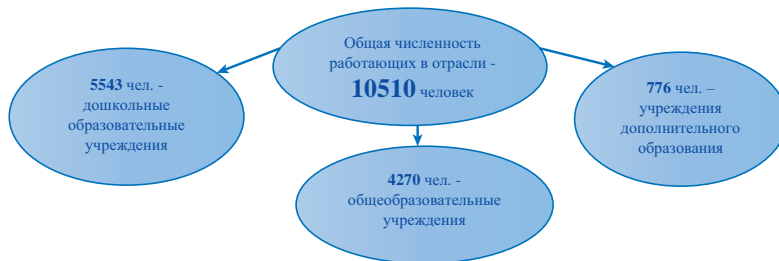 Общая численность
работающих в отрасли -
10510 человек
5543 чел. -
дошкольные
образовательные
учреждения
4270 чел. -
общеобразовательные
учреждения
776 чел. –
учреждения
дополнительного
образования